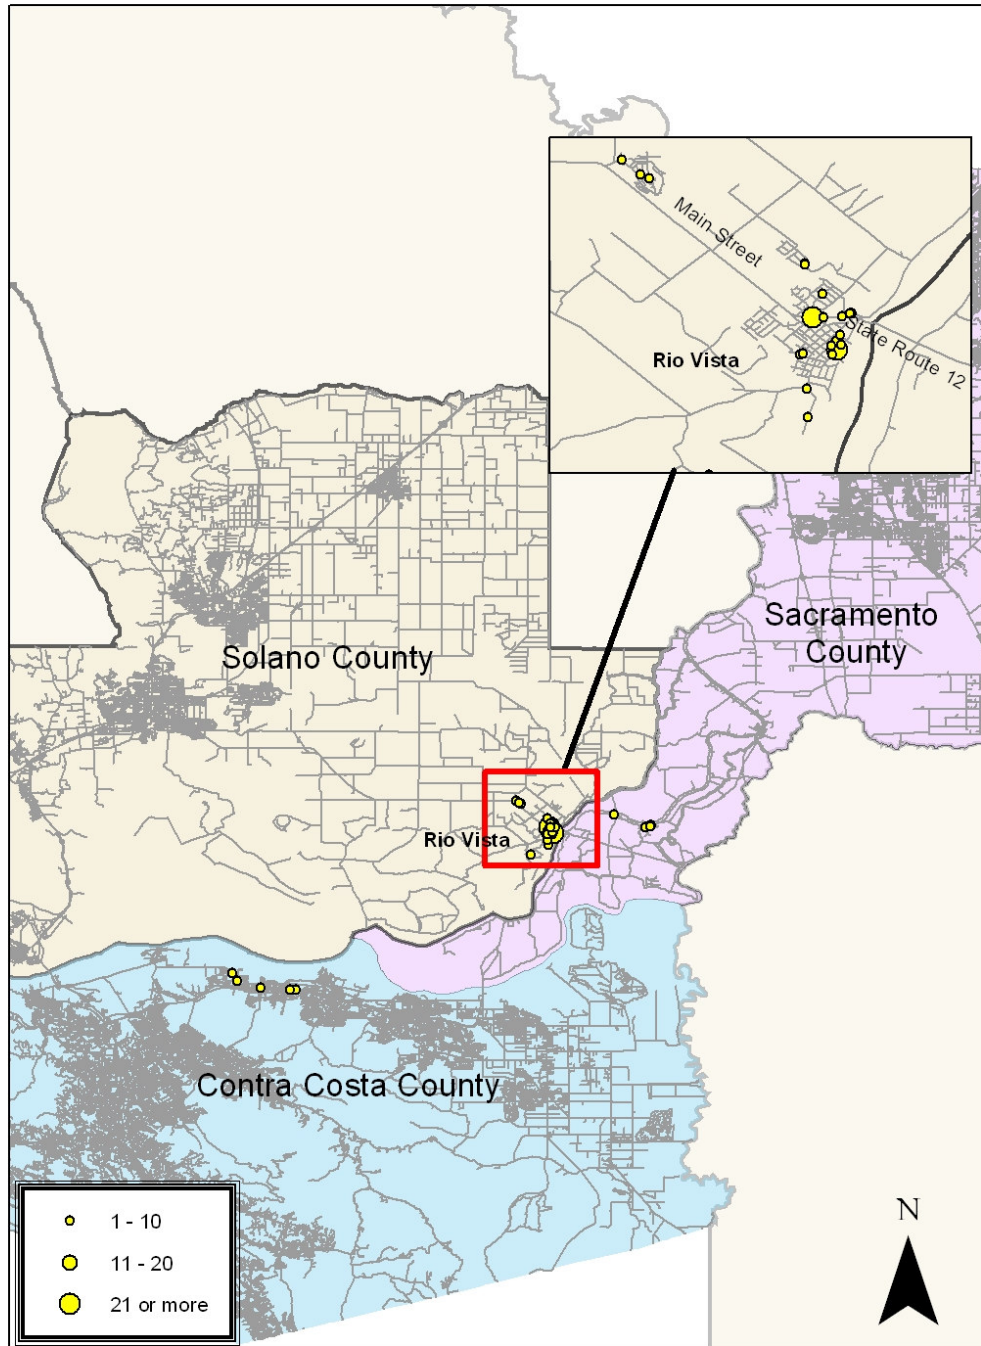 Main Street
State Route 12
Rio Vista
Sacramento
County
Solano County
Rio Vista
Contra Costa County
1 - 10
11 - 20
21 or more
N